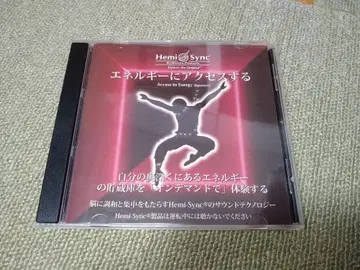 Hemi Sync
エネルギーにアクセスする
Access to Energy
自分の奥深くにあるエネルギー
の貯蔵庫を「オンデマンドで」体験する
脳に調和と集中をもたらすHemi-Sync®のサウンドテクノロジー
Hemi-Sync®製品は運転中には聴かないでください